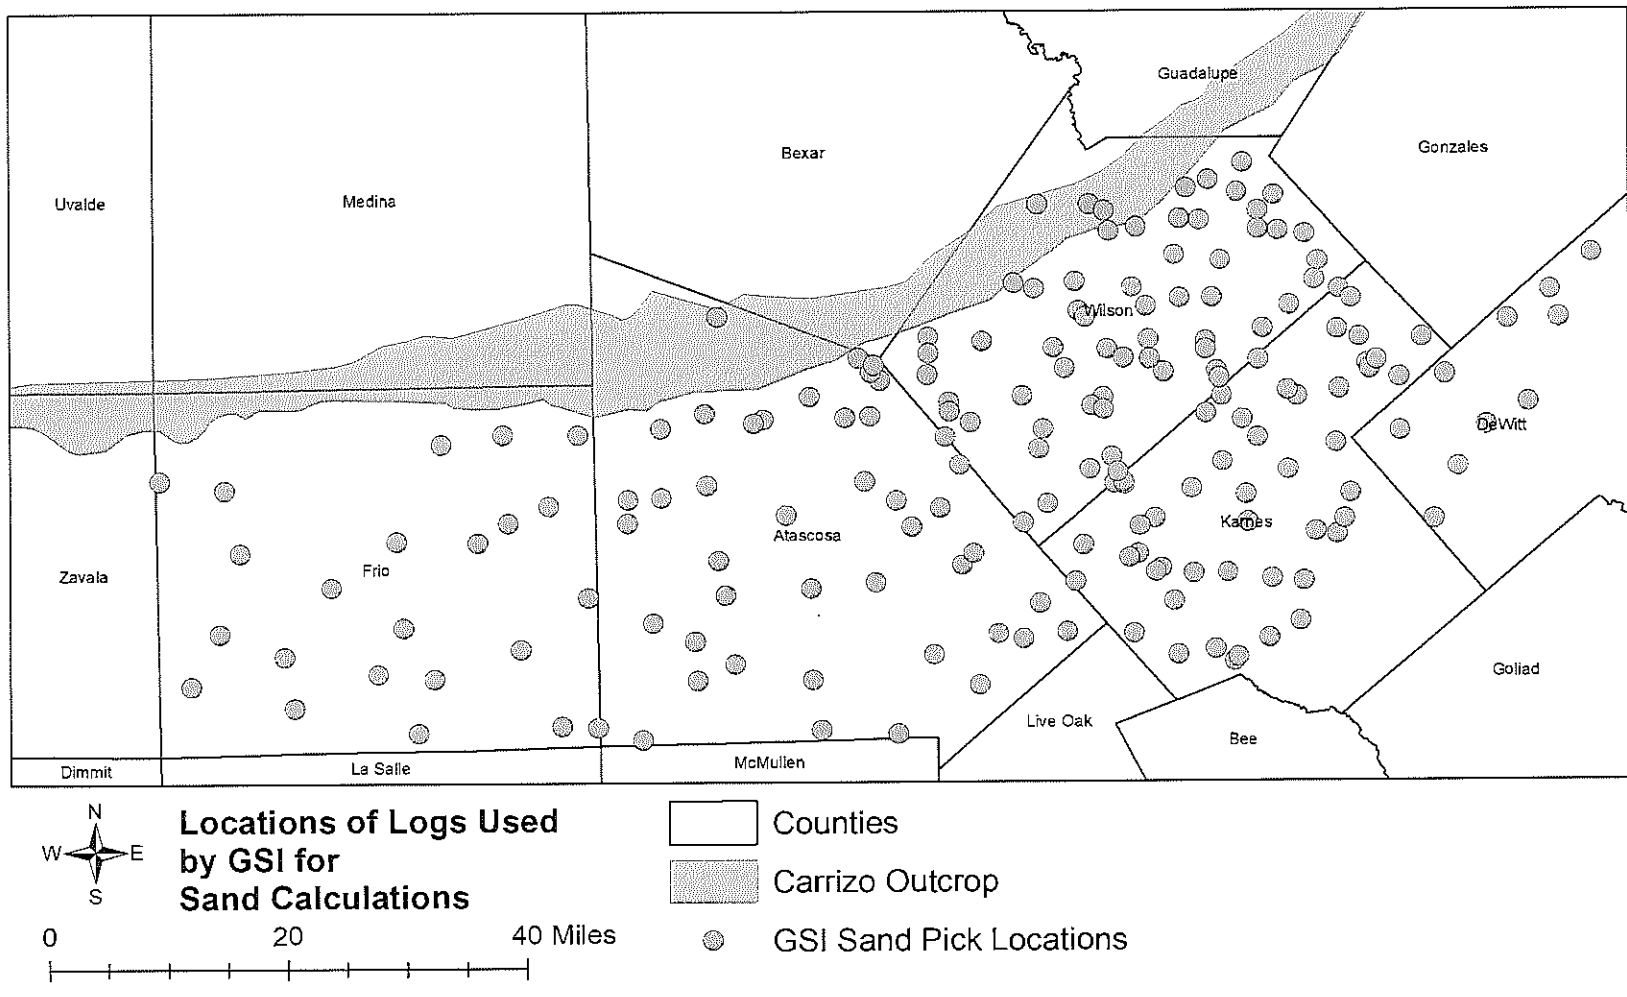 Guadalupe
Bexar
Gonzales
Uvalde
Medina
Wilson
DeWitt
Karnes
Atascosa
Zavala
Frio
Goliad
Live Oak
Bee
Dimmit
La Salle
McMullen
N
W
E
S
Locations of Logs Used
by GSI for
Sand Calculations
0 20 40 Miles
Counties
Carrizo Outcrop
GSI Sand Pick Locations